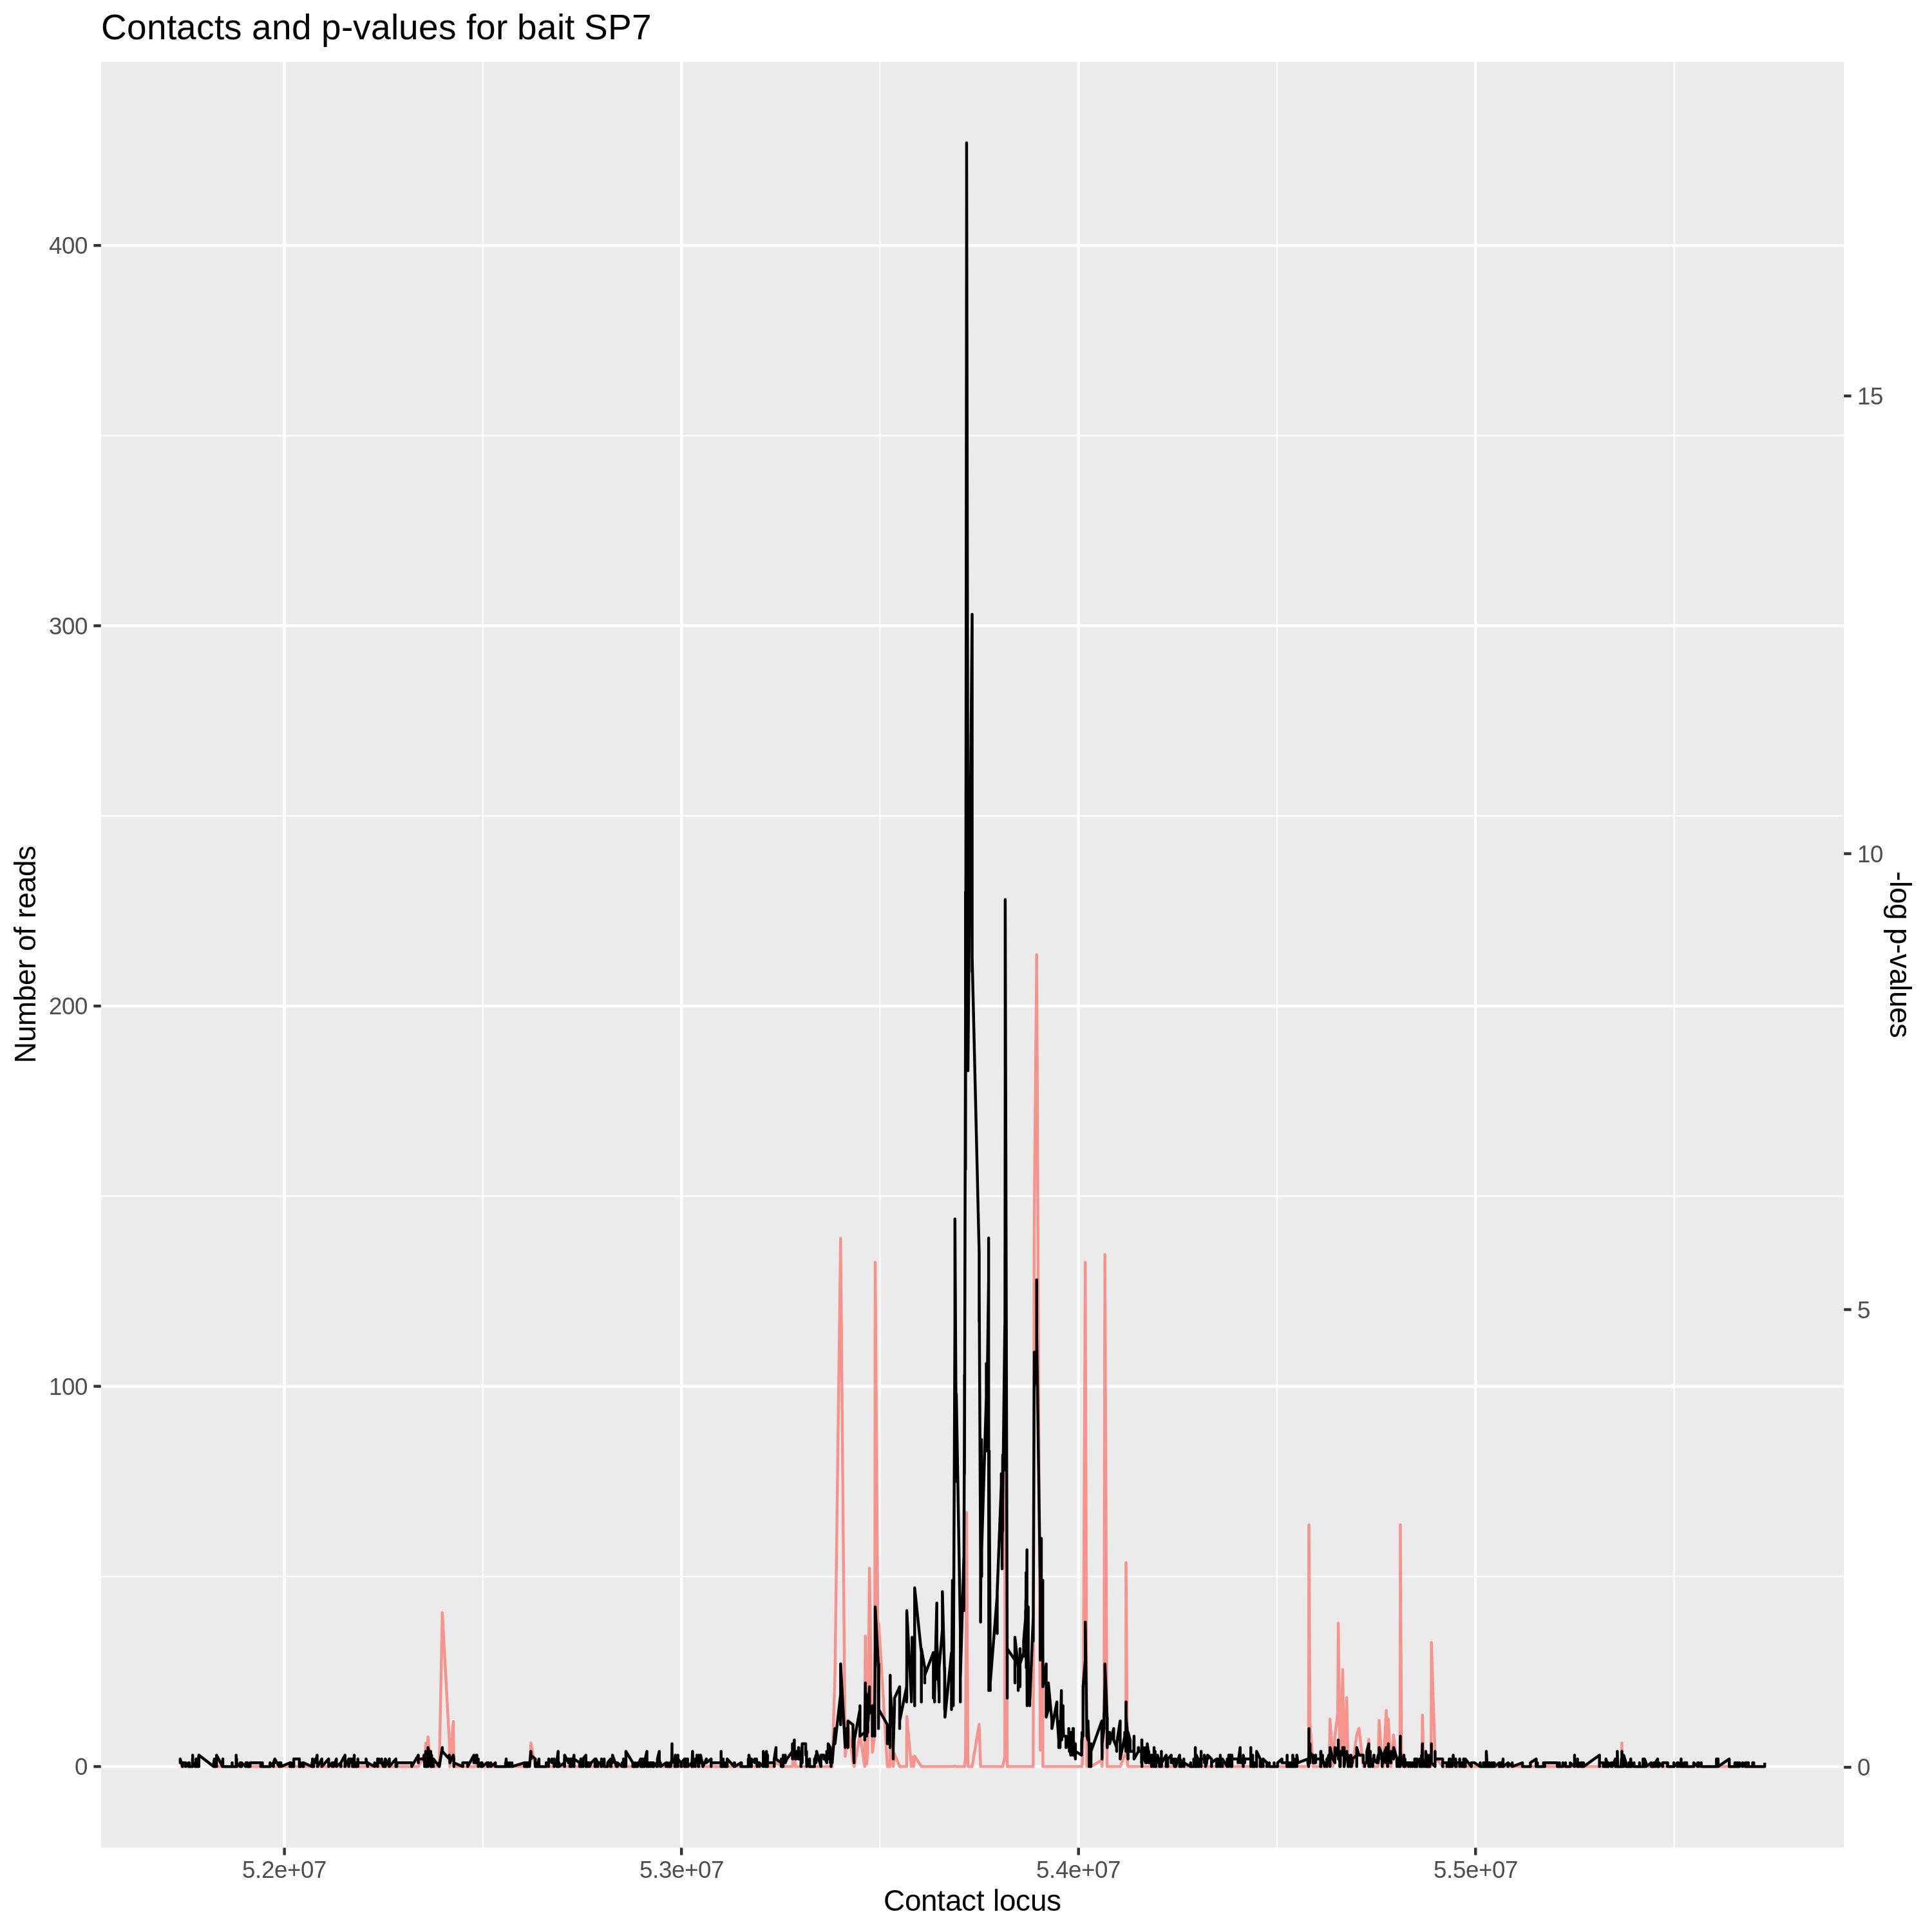 Contacts and p-values for bait SP7
400
300
200
100
0
15
10
5
0
Number of reads
-log p-values
5.2e+07
5.3e+07
5.4e+07
5.5e+07
Contact locus